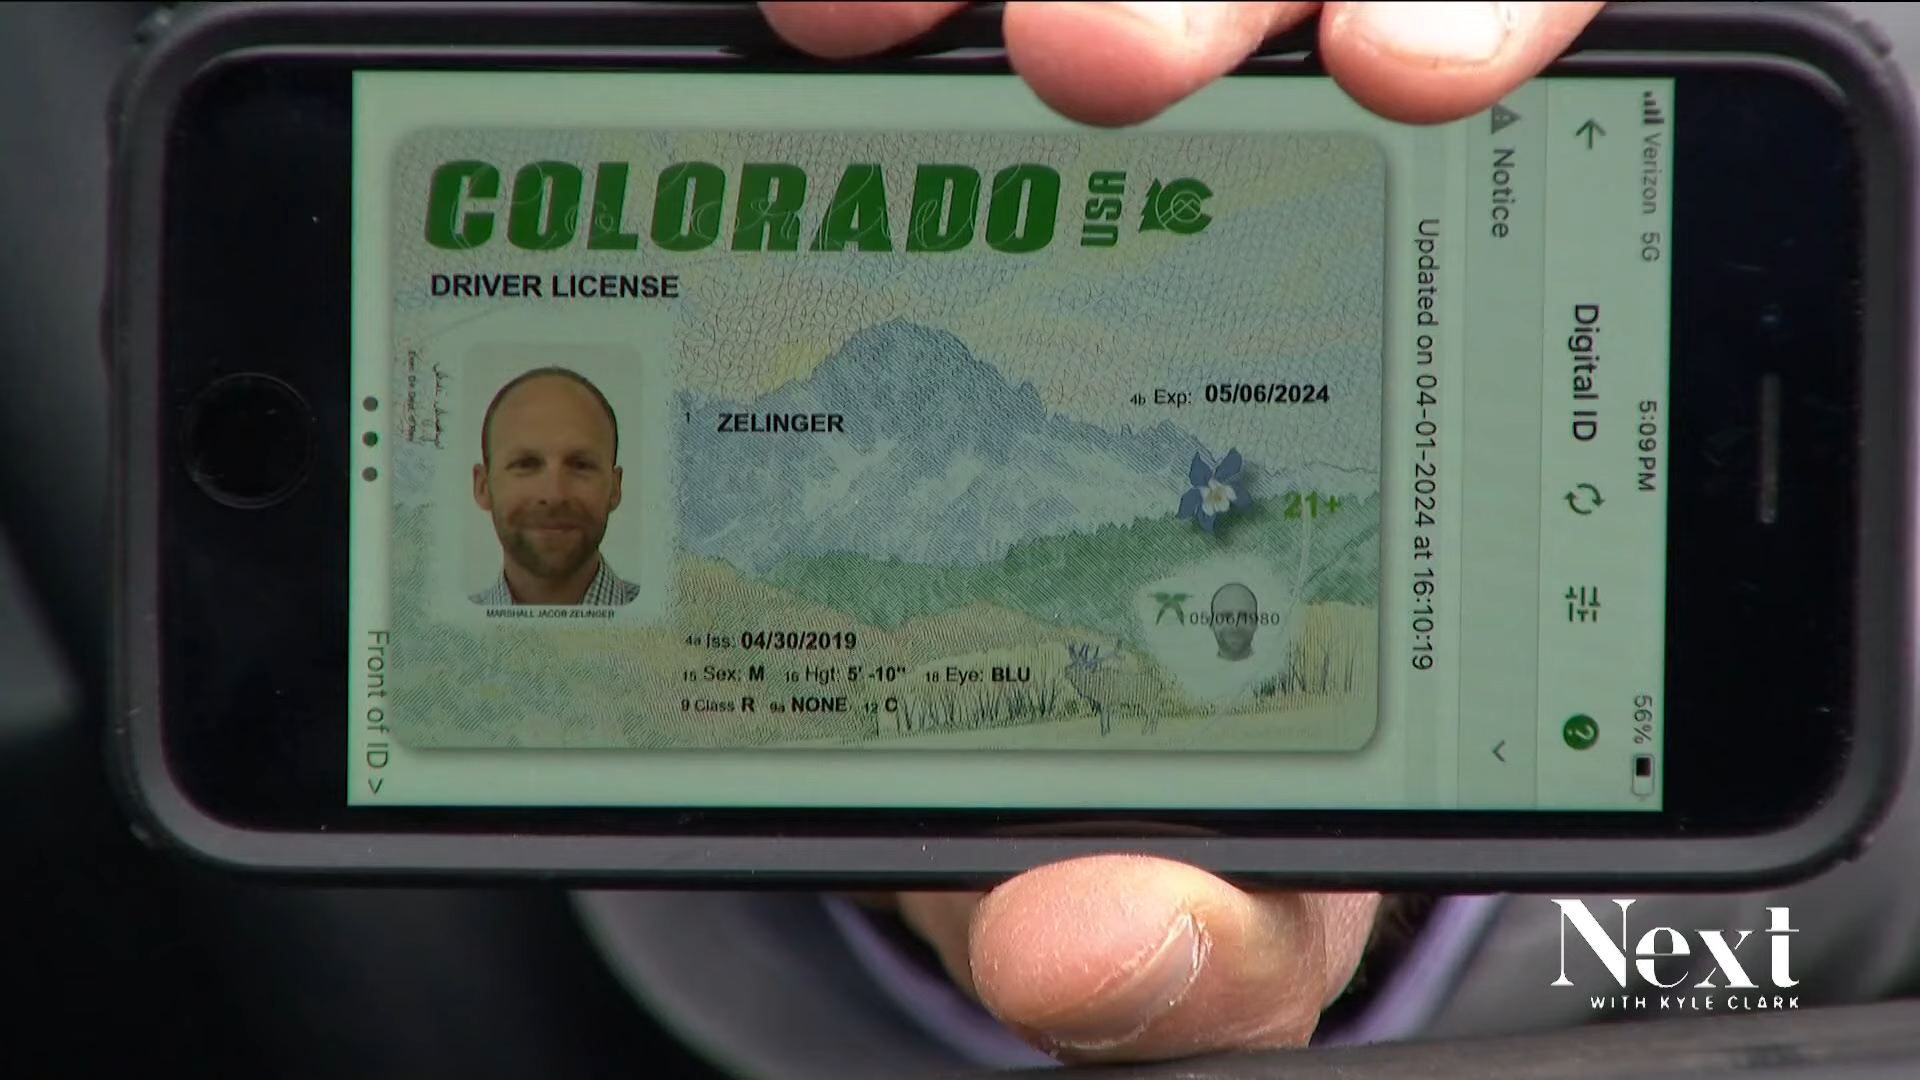 Verizon 5G 5:09 PM 56%
Digital ID
Notice
Updated on 04-01-2024 at 16:10:19
COLORADO USA
DRIVER LICENSE
4b Exp: 05/06/2024
1 ZELINGER
21+
MARSHALL JACOB ZELINGER
05/06/1980
4a Iss: 04/30/2019
15 Sex: M 16 Hgt: 5' -10" 18 Eye: BLU
9 Class R 9a NONE 12 C
Front of ID >
Next
WITH KYLE CLARK